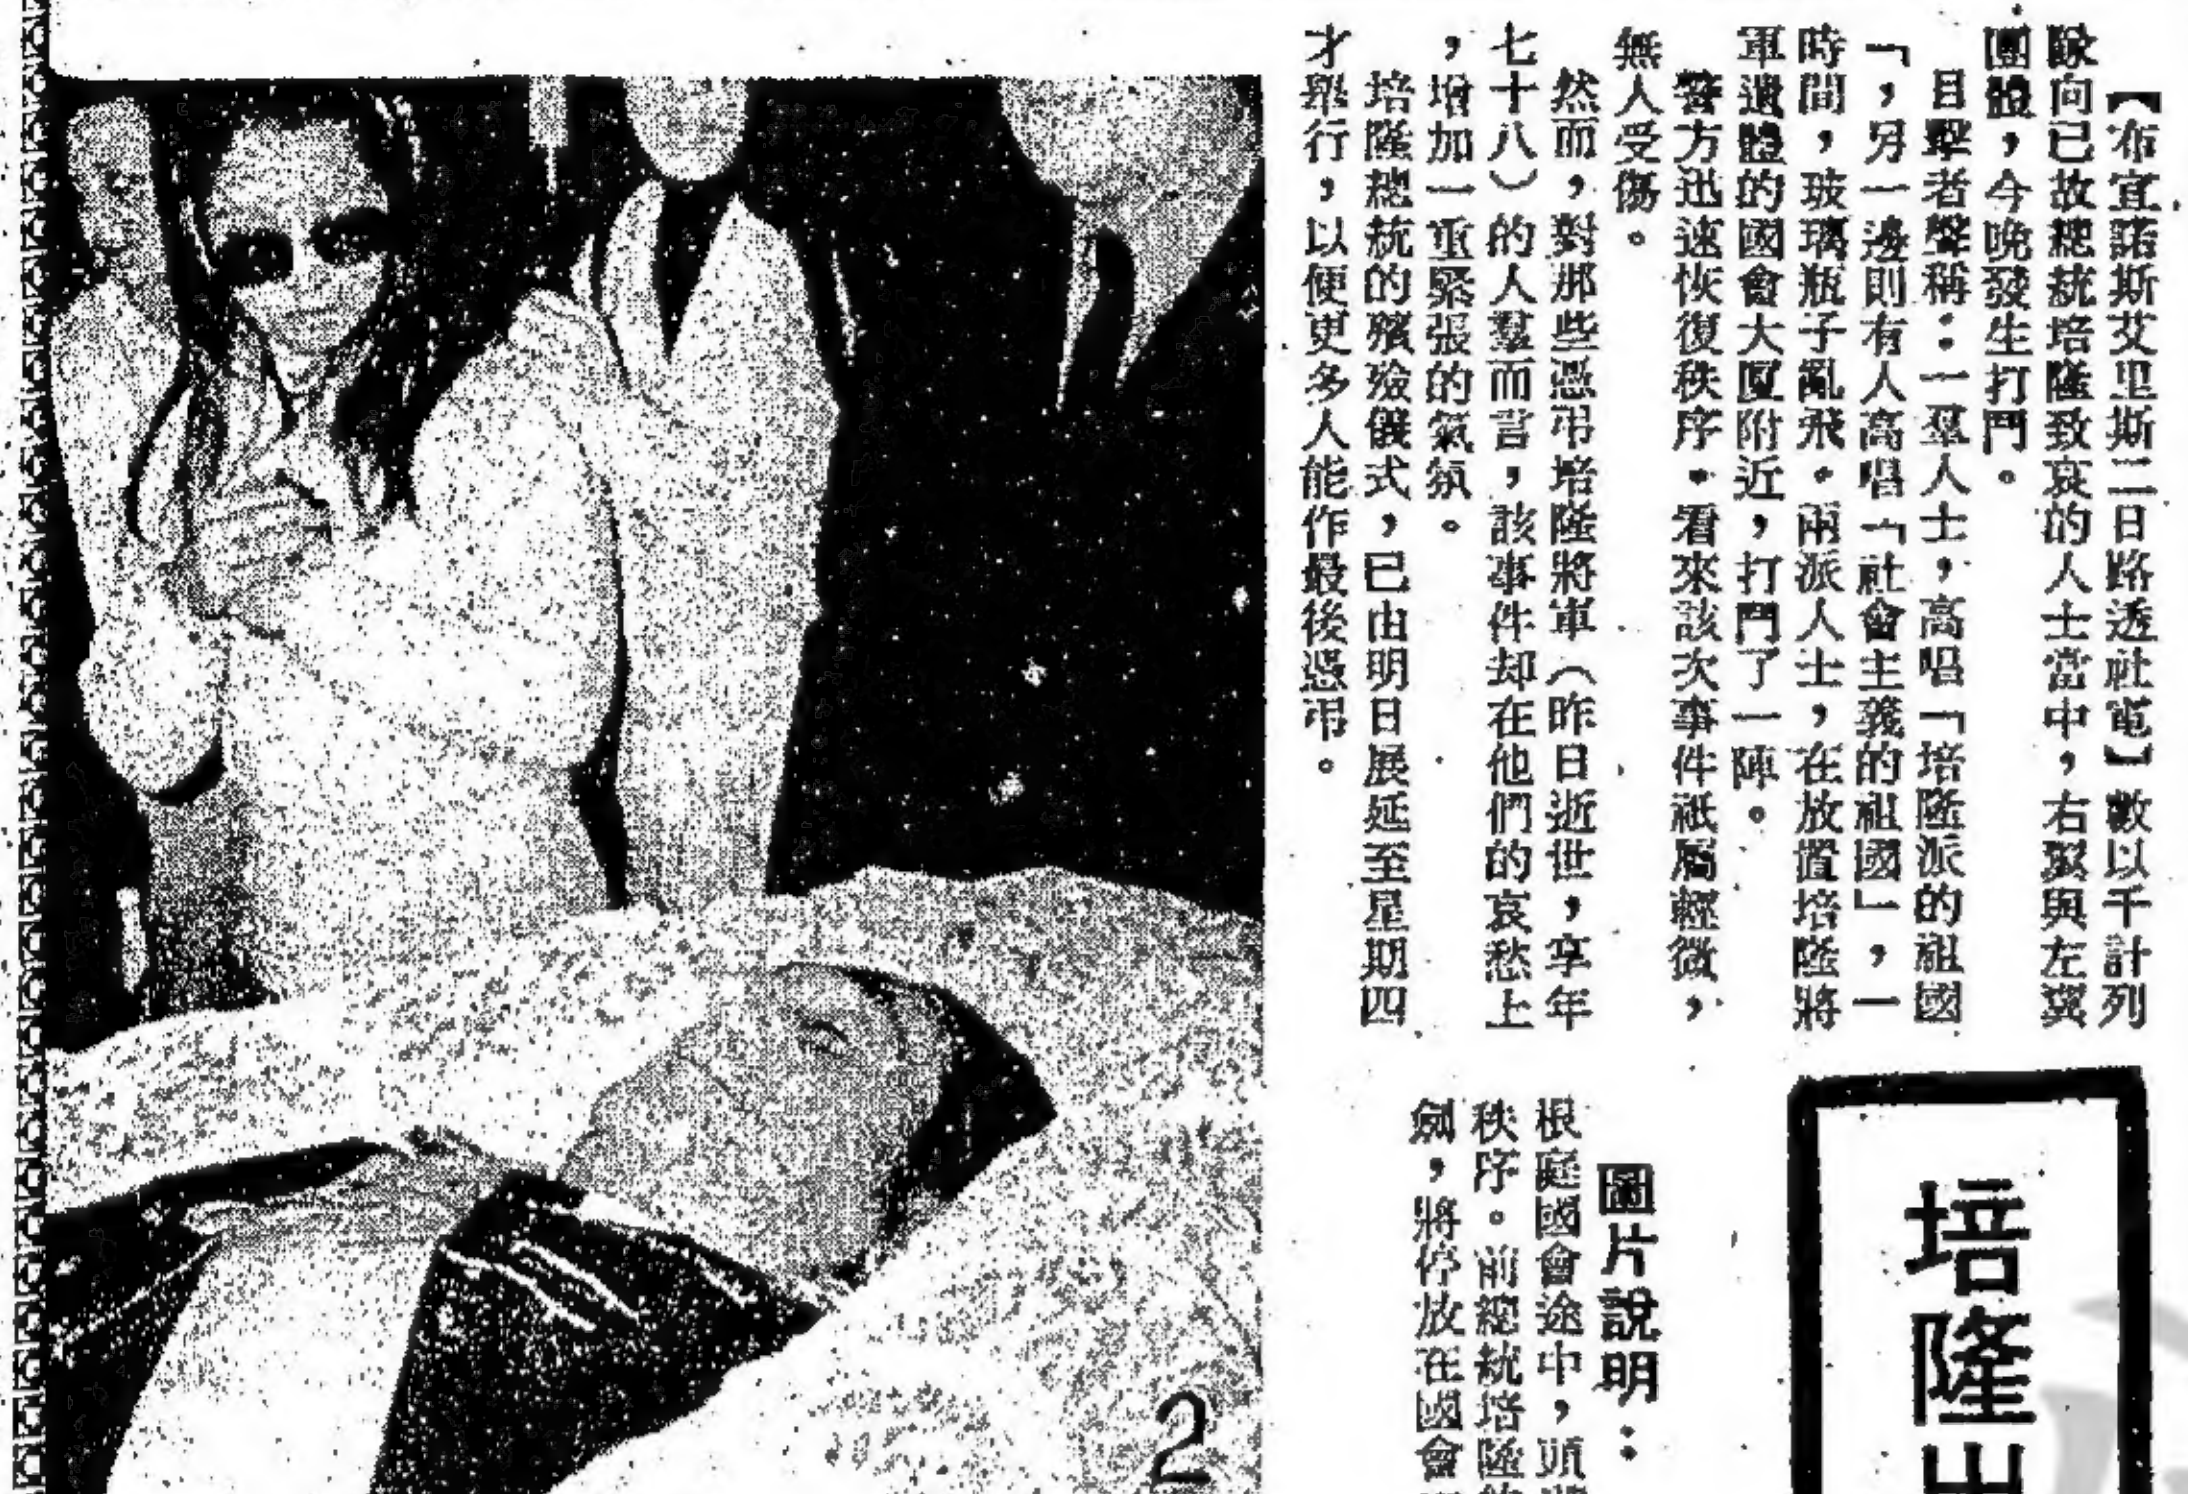 【布宜諾斯艾里斯二日路透社電】數以千計列
隊向已故總統培隆致哀的人士當中，右翼與左翼
團體，今晚發生打鬥。
目擊者聲稱：一羣人士，高唱「培隆派的祖國
」，另一邊則有人高唱「社會主義的祖國」，一
時間，玻璃瓶子亂飛。兩派人士，在放置培隆將
軍遺體的國會大廈附近，打鬥了一陣。
警方迅速恢復秩序。看來該次事件祇屬輕微，
無人受傷。
然而，對那些憑弔培隆將軍（昨日逝世，享年
七十八）的人羣而言，該事件却在他們的哀愁上
，增加一重緊張的氣氛。
培隆總統的殯殮儀式，已由明日展延至星期四
才舉行，以便更多人能作最後憑弔。
培隆出
圖片說明：
根庭國會途中，頭
秩序。前總統培隆
劍，將停放在國會
2